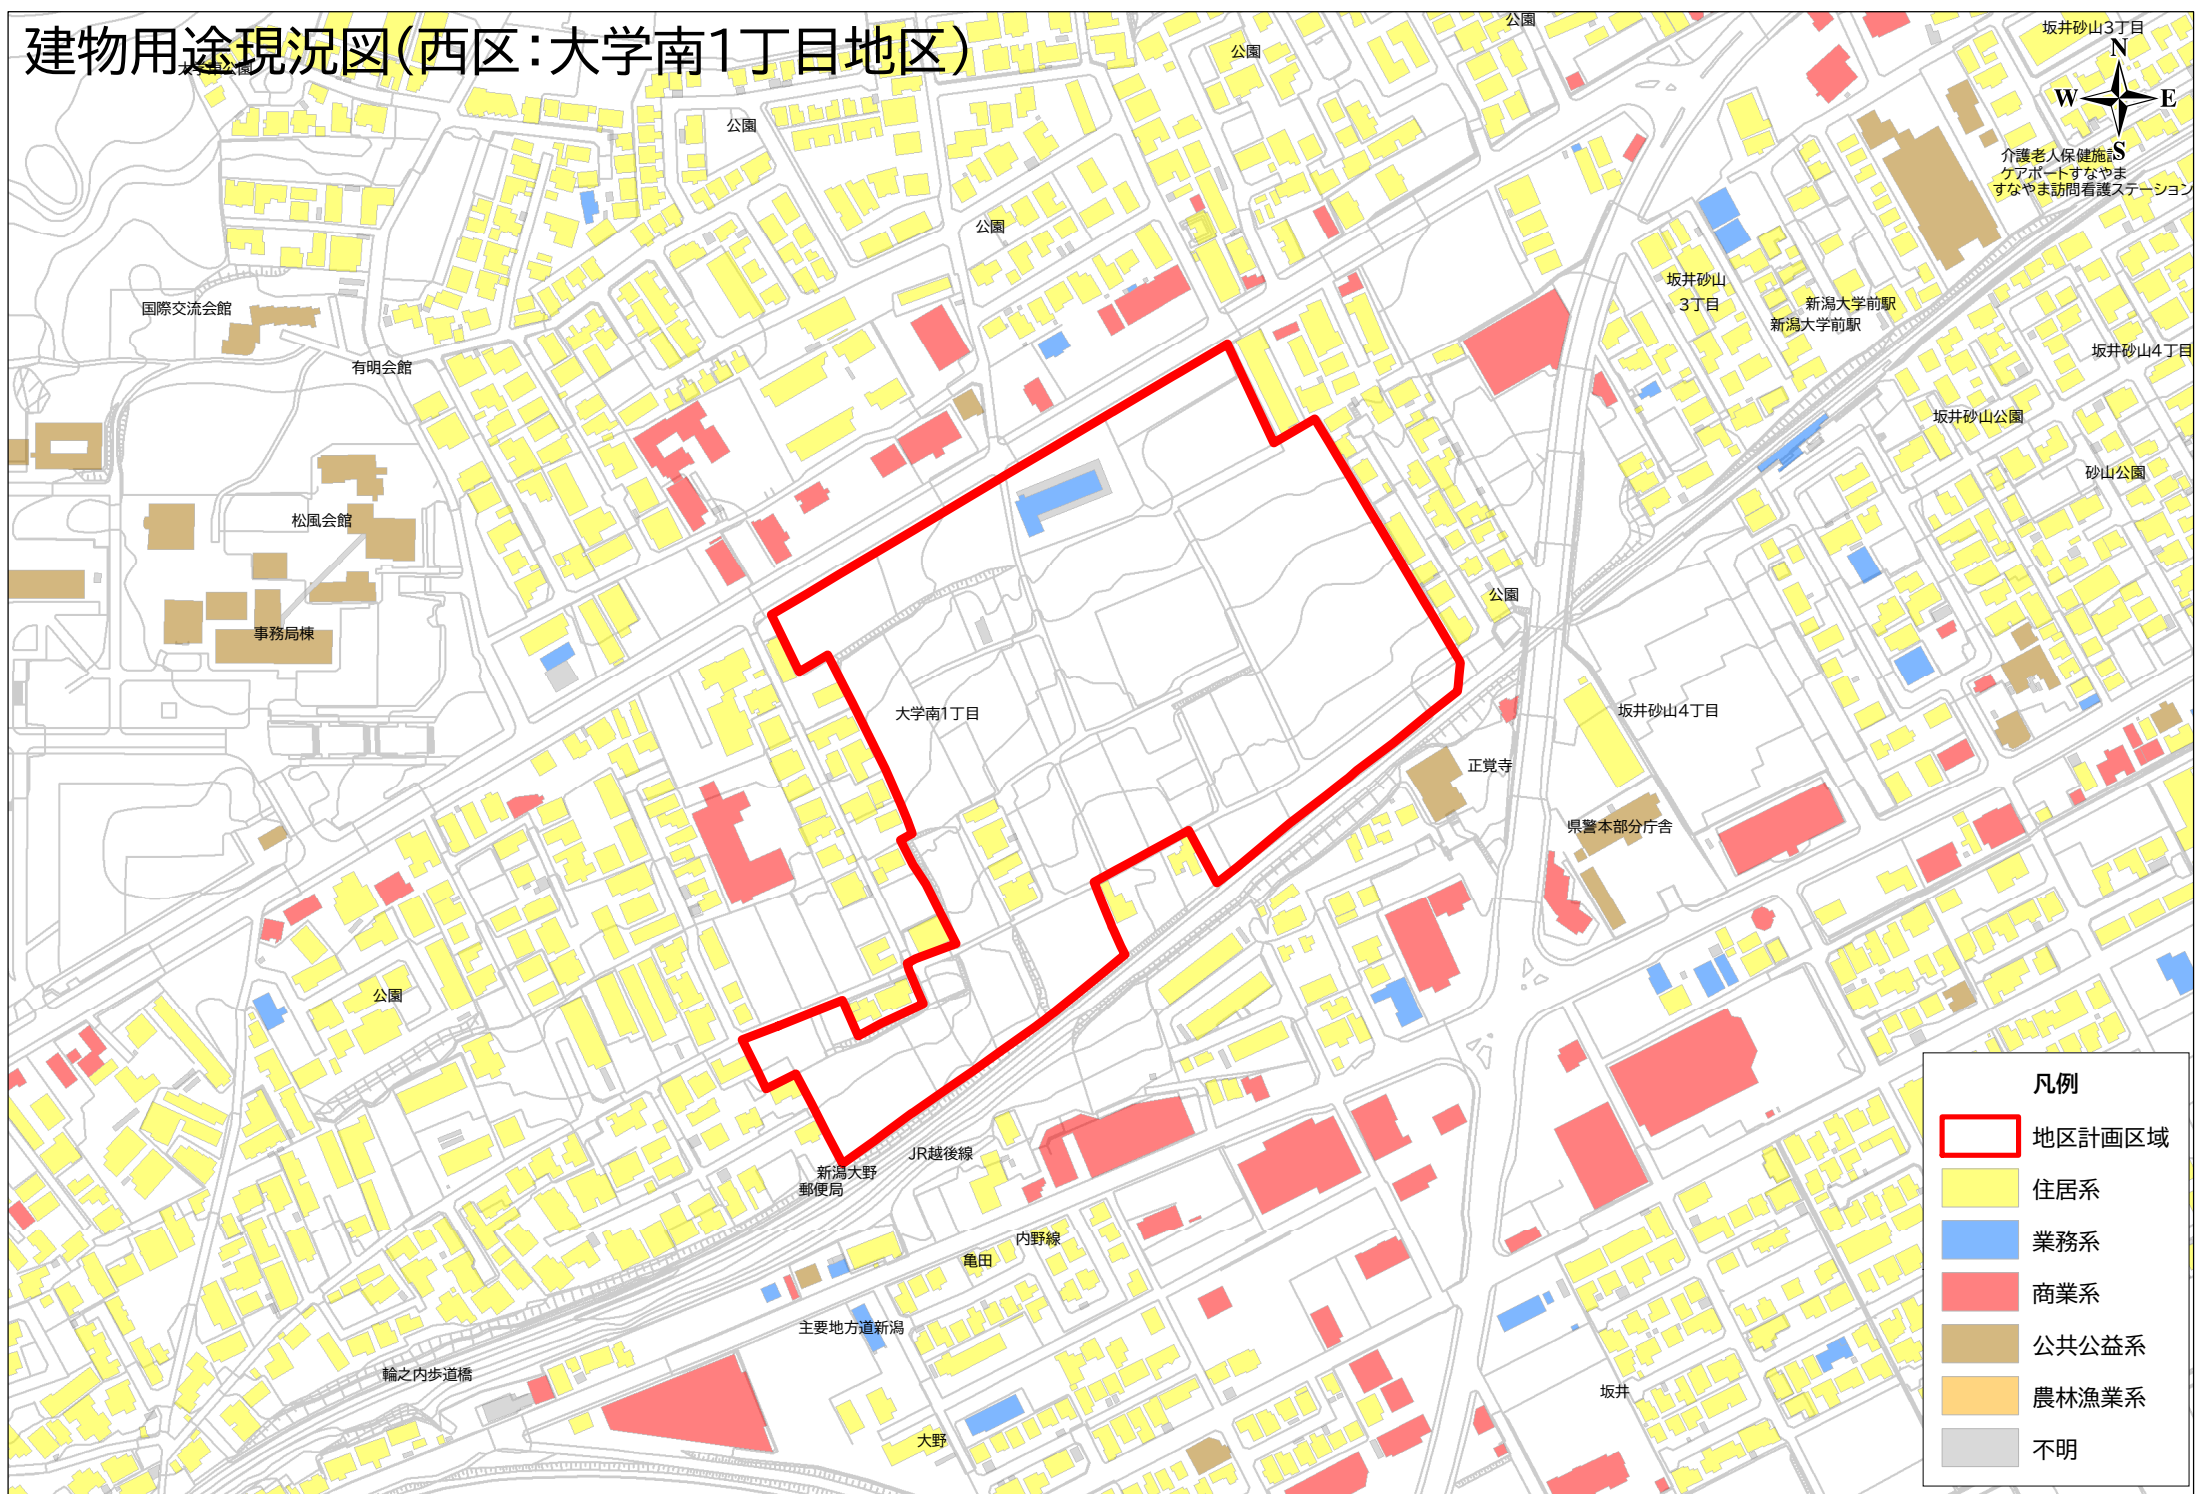 建物用途現況図(西区:大学南1丁目地区)
公園
公園
坂井砂山3丁目
N
W
E
S
公園
介護老人保健施設
ケアポートすなやま
すなやま訪問看護ステーション
公園
国際交流会館
有明会館
坂井砂山
3丁目
新潟大学前駅
新潟大学前駅
坂井砂山4丁目
坂井砂山公園
砂山公園
松風会館
事務局棟
公園
大学南1丁目
坂井砂山4丁目
正覚寺
県警本部分庁舎
公園
JR越後線
新潟大野
郵便局
内野線
亀田
主要地方道新潟
輪之内歩道橋
坂井
大野
凡例
地区計画区域
住居系
業務系
商業系
公共公益系
農林漁業系
不明